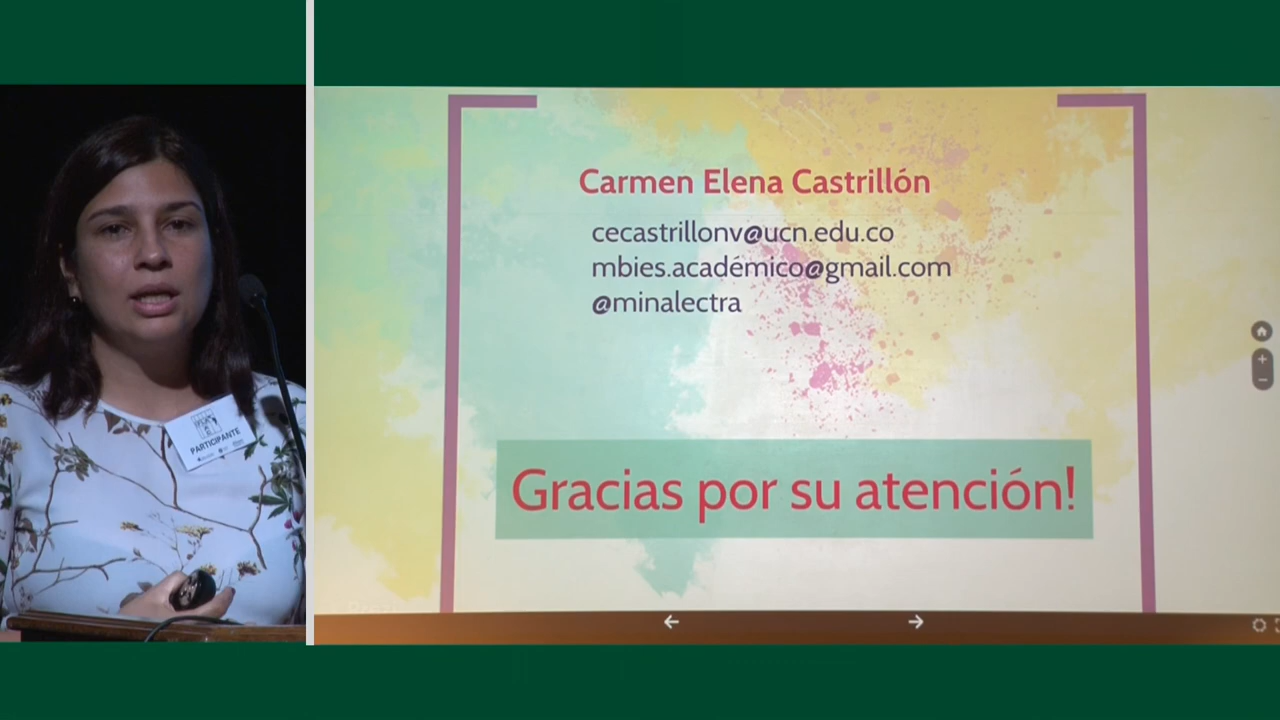 PARTICIPANTE
Carmen Elena Castrillón
cecastrillonv@ucn.edu.co
mbies.académico@gmail.com
@minalectra
Gracias por su atención!